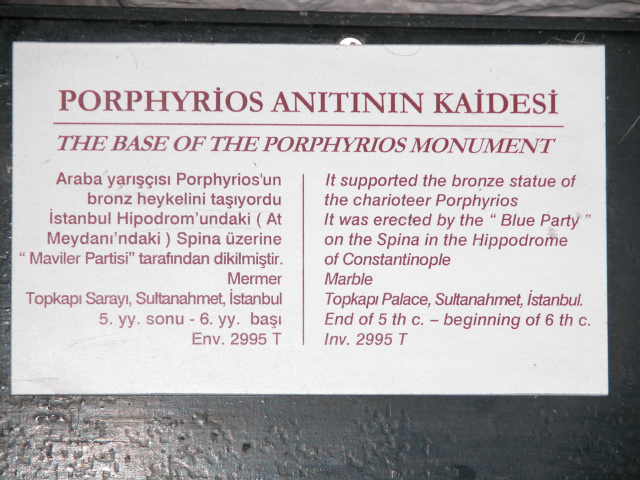 PORPHYRİOS ANITININ KAİDESİ
THE BASE OF THE PORPHYRIOS MONUMENT
Araba yarışçısı Porphyrios'un
bronz heykelini taşıyordu
İstanbul Hipodrom'undaki ( At
Meydanı'ndaki ) Spina üzerine
“ Maviler Partisi” tarafından dikilmiştir.
Mermer
Topkapı Sarayı, Sultanahmet, İstanbul
5. yy. sonu - 6. yy. başı
Env. 2995 T
It supported the bronze statue of
the charioteer Porphyrios
It was erected by the “ Blue Party ”
on the Spina in the Hippodrome
of Constantinople
Marble
Topkapı Palace, Sultanahmet, İstanbul.
End of 5 th c. – beginning of 6 th c.
Inv. 2995 T